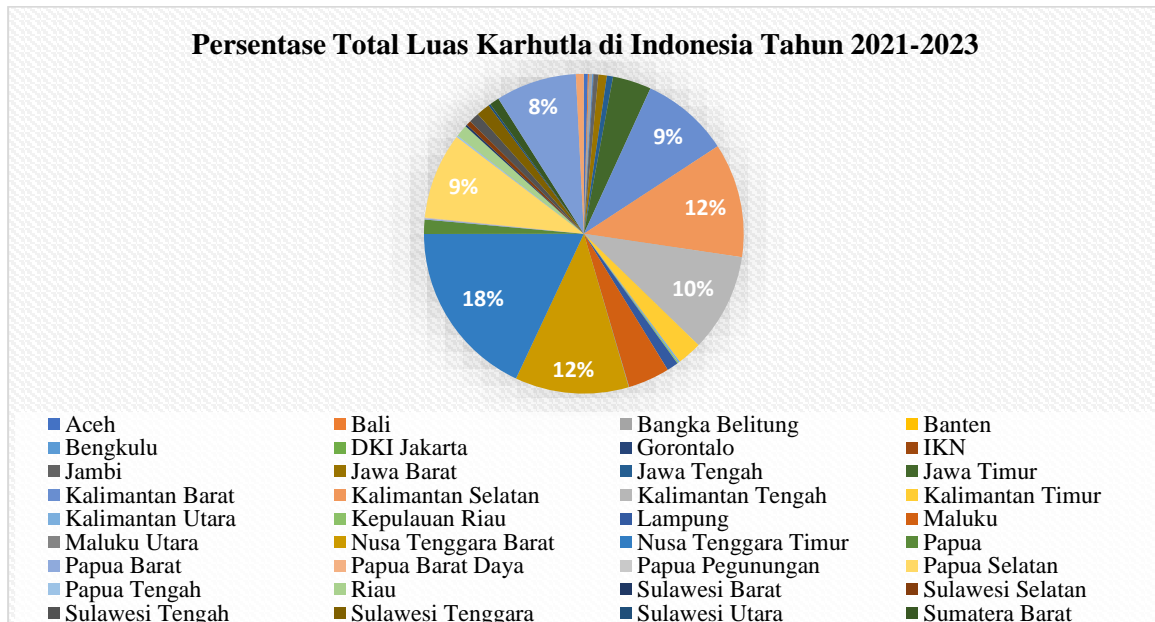 Persentase Total Luas Karhutla di Indonesia Tahun 2021-2023
8%
9%
12%
9%
10%
18%
12%
Aceh Bali Bangka Belitung Banten
Bengkulu DKI Jakarta Gorontalo IKN
Jambi Jawa Barat Jawa Tengah Jawa Timur
Kalimantan Barat Kalimantan Selatan Kalimantan Tengah Kalimantan Timur
Kalimantan Utara Kepulauan Riau Lampung Maluku
Maluku Utara Nusa Tenggara Barat Nusa Tenggara Timur Papua
Papua Barat Papua Barat Daya Papua Pegunungan Papua Selatan
Papua Tengah Riau Sulawesi Barat Sulawesi Selatan
Sulawesi Tengah Sulawesi Tenggara Sulawesi Utara Sumatera Barat